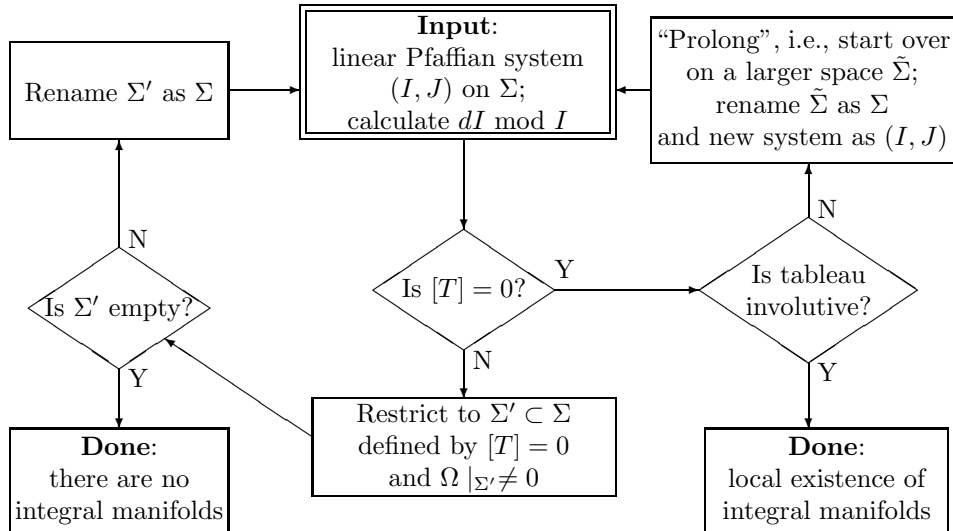 Rename Σ′ as Σ
Input:
linear Pfaffian system
(I, J) on Σ;
calculate dI mod I
“Prolong”, i.e., start over
on a larger space Σ̃;
rename Σ̃ as Σ
and new system as (I, J)
N
N
Is Σ′ empty?
Is [T] = 0?
Y
Is tableau
involutive?
Y
N
Y
Done:
there are no
integral manifolds
Restrict to Σ′ ⊂ Σ
defined by [T] = 0
and Ω |Σ′ ≠ 0
Done:
local existence of
integral manifolds